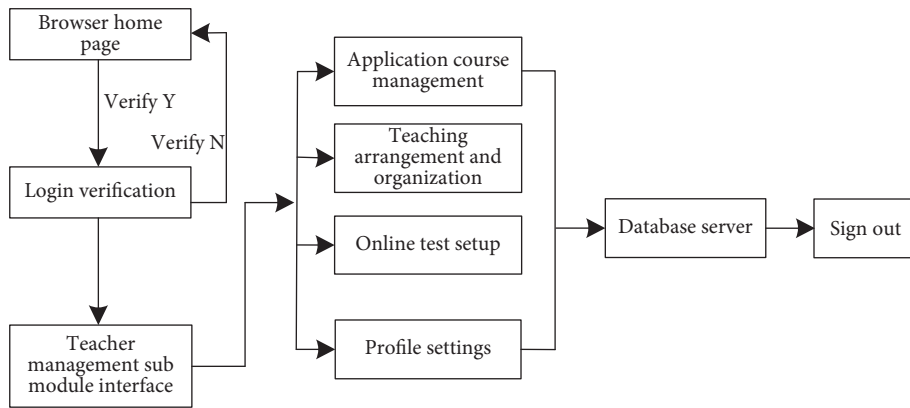 Browser home
page
Verify Y
Verify N
Login verification
Teacher
management sub
module interface
Application course
management
Teaching
arrangement and
organization
Online test setup
Profile settings
Database server
Sign out